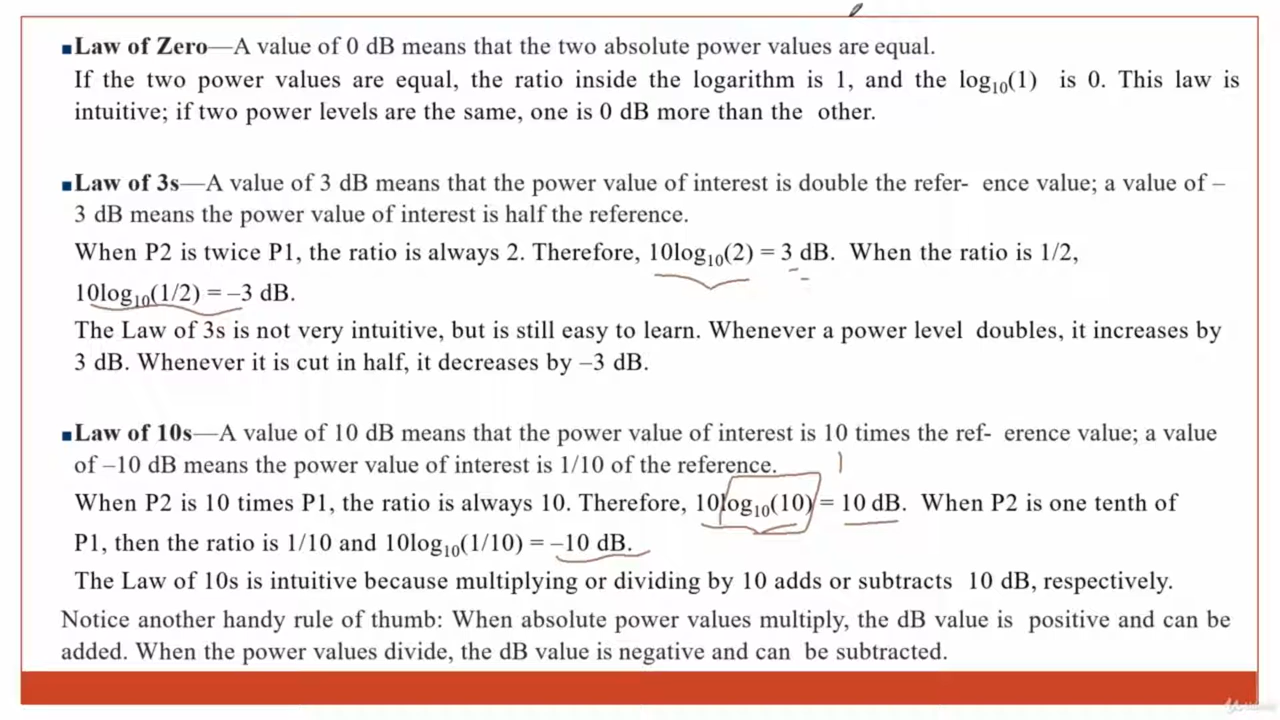 ▪Law of Zero—A value of 0 dB means that the two absolute power values are equal.
If the two power values are equal, the ratio inside the logarithm is 1, and the log₁₀(1) is 0. This law is
intuitive; if two power levels are the same, one is 0 dB more than the other.
▪Law of 3s—A value of 3 dB means that the power value of interest is double the refer- ence value; a value of –
3 dB means the power value of interest is half the reference.
When P2 is twice P1, the ratio is always 2. Therefore, 10log₁₀(2) = 3 dB. When the ratio is 1/2,
10log₁₀(1/2) = –3 dB.
The Law of 3s is not very intuitive, but is still easy to learn. Whenever a power level doubles, it increases by
3 dB. Whenever it is cut in half, it decreases by –3 dB.
▪Law of 10s—A value of 10 dB means that the power value of interest is 10 times the ref- erence value; a value
of –10 dB means the power value of interest is 1/10 of the reference.
When P2 is 10 times P1, the ratio is always 10. Therefore, 10log₁₀(10) = 10 dB. When P2 is one tenth of
P1, then the ratio is 1/10 and 10log₁₀(1/10) = –10 dB.
The Law of 10s is intuitive because multiplying or dividing by 10 adds or subtracts 10 dB, respectively.
Notice another handy rule of thumb: When absolute power values multiply, the dB value is positive and can be
added. When the power values divide, the dB value is negative and can be subtracted.